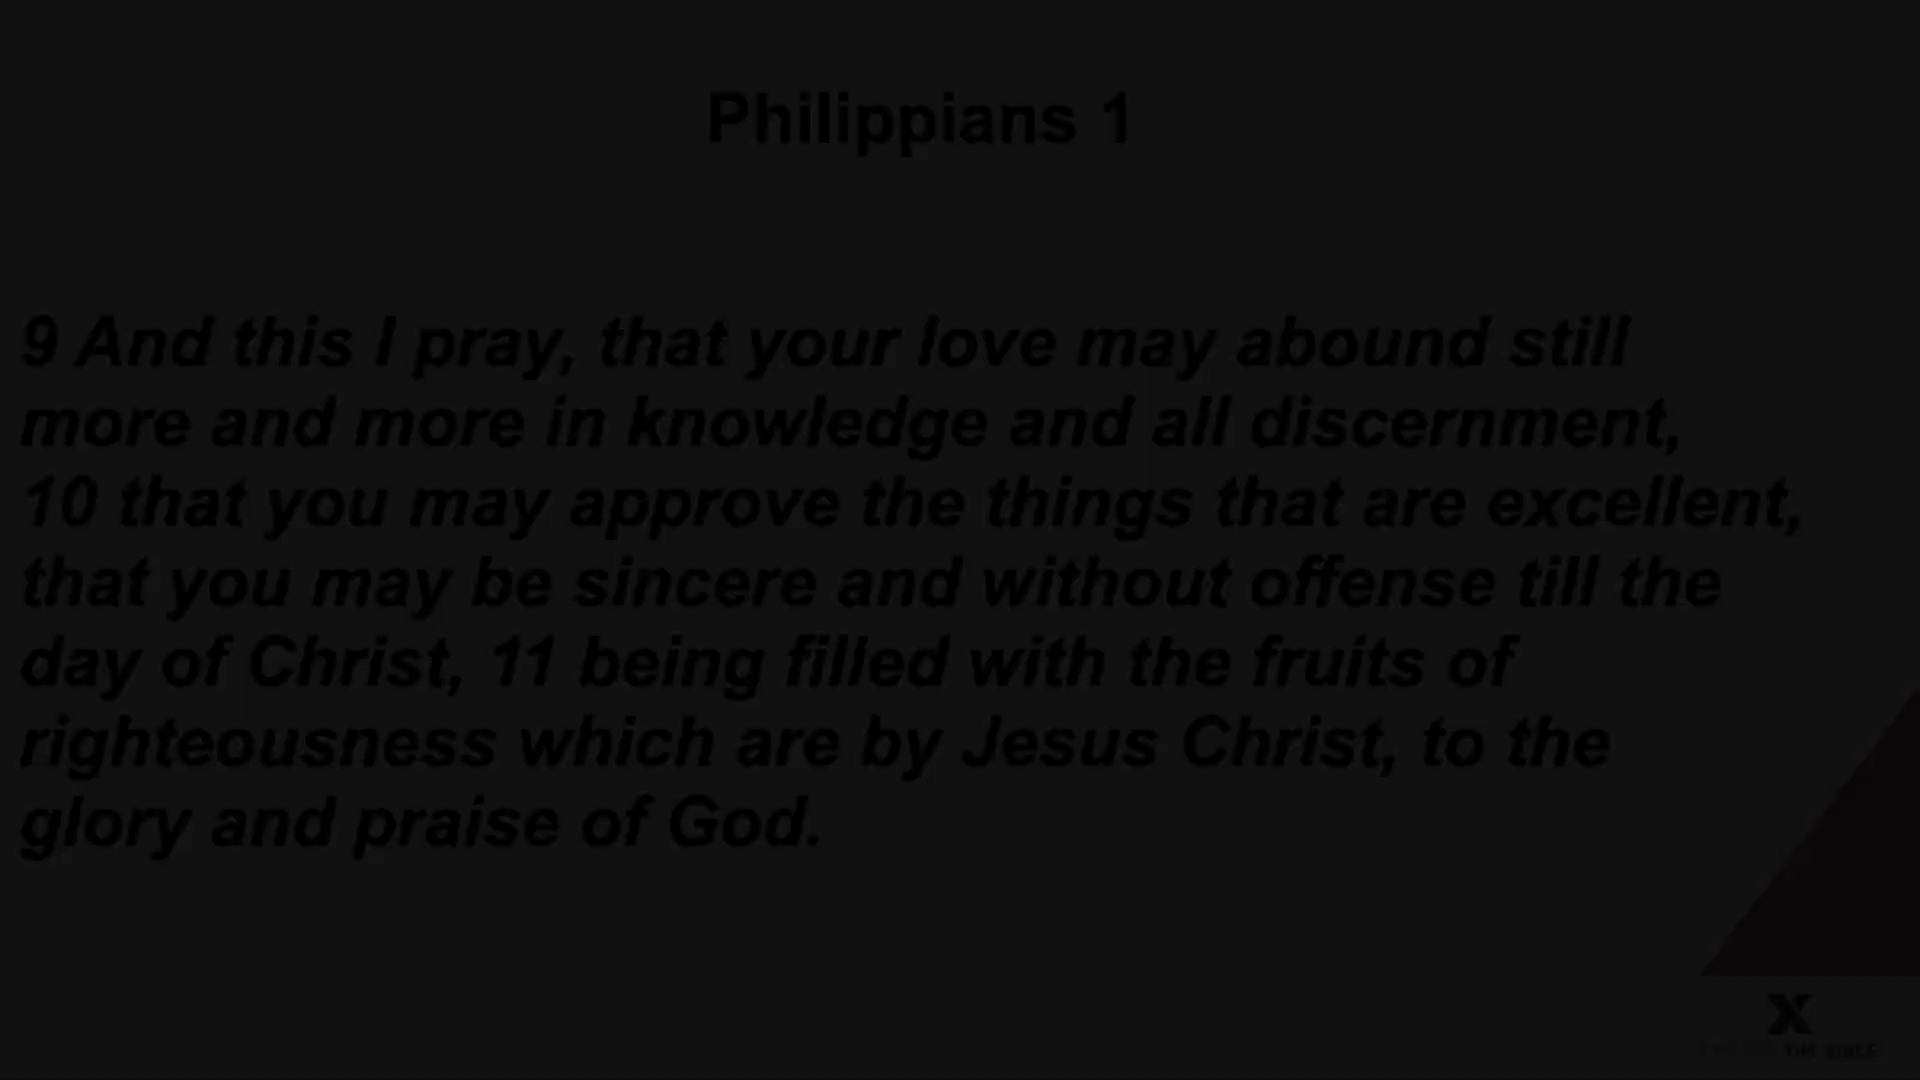 Philippians 1
9 And this I pray, that your love may abound still
more and more in knowledge and all discernment,
10 that you may approve the things that are excellent,
that you may be sincere and without offense till the
day of Christ, 11 being filled with the fruits of
righteousness which are by Jesus Christ, to the
glory and praise of God.
X
THE BIBLE